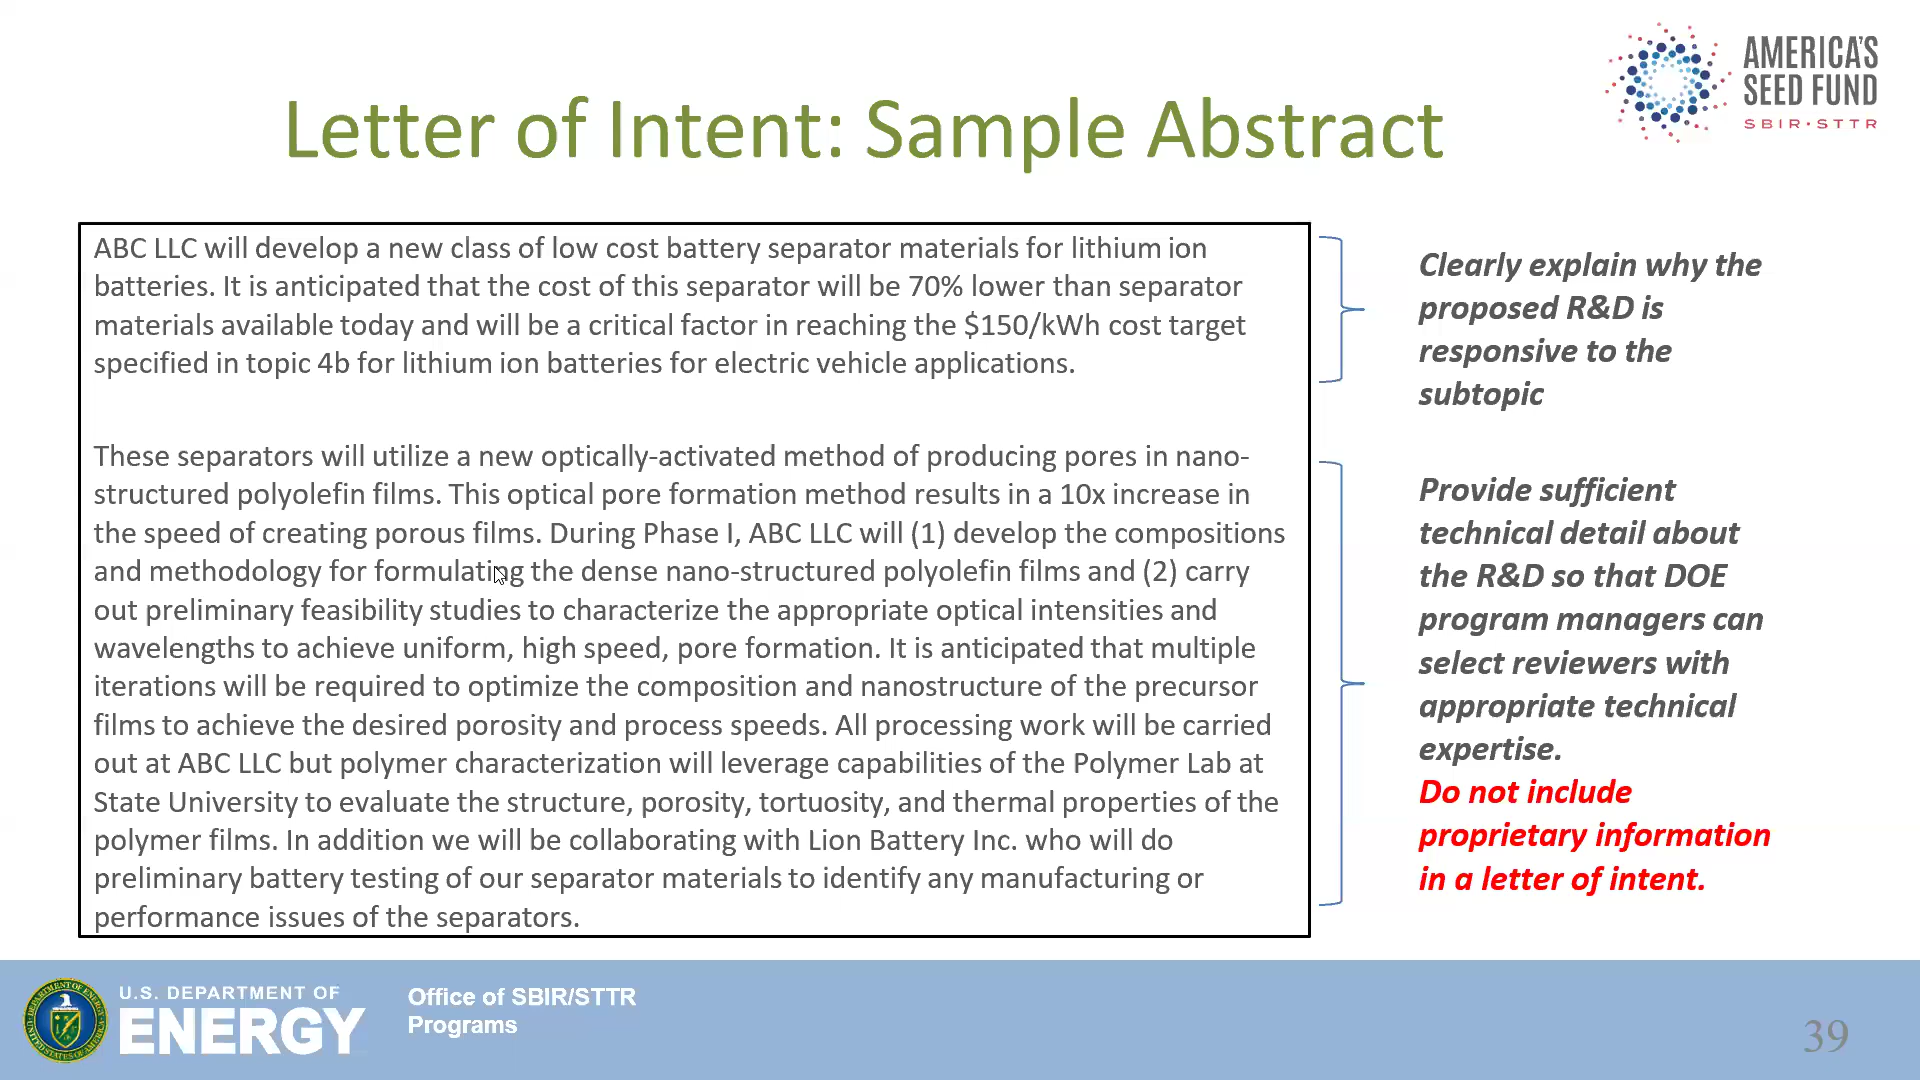 AMERICA'S
SEED FUND
SBIR·STTR
Letter of Intent: Sample Abstract
ABC LLC will develop a new class of low cost battery separator materials for lithium ion
batteries. It is anticipated that the cost of this separator will be 70% lower than separator
materials available today and will be a critical factor in reaching the $150/kWh cost target
specified in topic 4b for lithium ion batteries for electric vehicle applications.
These separators will utilize a new optically-activated method of producing pores in nano-
structured polyolefin films. This optical pore formation method results in a 10x increase in
the speed of creating porous films. During Phase I, ABC LLC will (1) develop the compositions
and methodology for formulating the dense nano-structured polyolefin films and (2) carry
out preliminary feasibility studies to characterize the appropriate optical intensities and
wavelengths to achieve uniform, high speed, pore formation. It is anticipated that multiple
iterations will be required to optimize the composition and nanostructure of the precursor
films to achieve the desired porosity and process speeds. All processing work will be carried
out at ABC LLC but polymer characterization will leverage capabilities of the Polymer Lab at
State University to evaluate the structure, porosity, tortuosity, and thermal properties of the
polymer films. In addition we will be collaborating with Lion Battery Inc. who will do
preliminary battery testing of our separator materials to identify any manufacturing or
performance issues of the separators.
Clearly explain why the
proposed R&D is
responsive to the
subtopic
Provide sufficient
technical detail about
the R&D so that DOE
program managers can
select reviewers with
appropriate technical
expertise.
Do not include
proprietary information
in a letter of intent.
U.S. DEPARTMENT OF
ENERGY
Office of SBIR/STTR
Programs
39